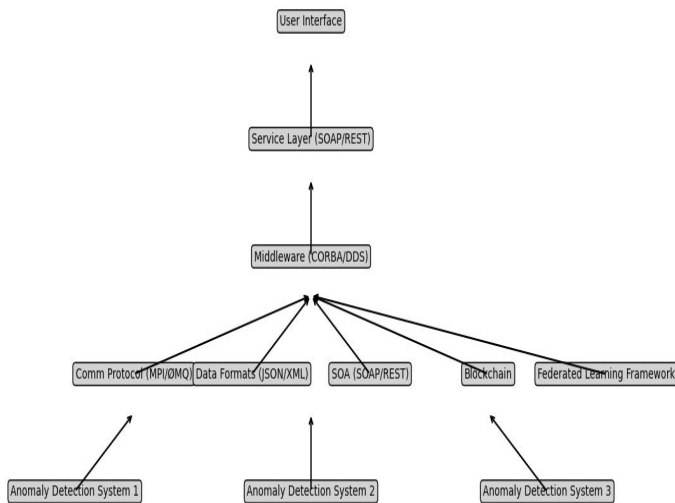 User Interface
Service Layer (SOAP/REST)
Middleware (CORBA/DDS)
Comm Protocol (MPI/ØMQ)
Data Formats (JSON/XML)
SOA (SOAP/REST)
Blockchain
Federated Learning Framework
Anomaly Detection System 1
Anomaly Detection System 2
Anomaly Detection System 3